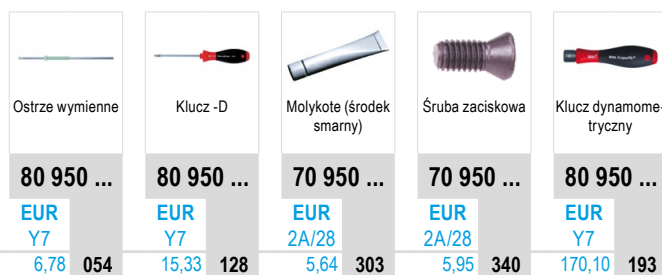 Ostrze wymienne
Klucz -D
Molykote (środek
smarny)
Śruba zaciskowa
Klucz dynamome-
tryczny
80 950 ...
80 950 ...
70 950 ...
70 950 ...
80 950 ...
EUR
EUR
EUR
EUR
EUR
Y7
Y7
2A/28
2A/28
Y7
6,78 054
15,33 128
5,64 303
5,95 340
170,10 193